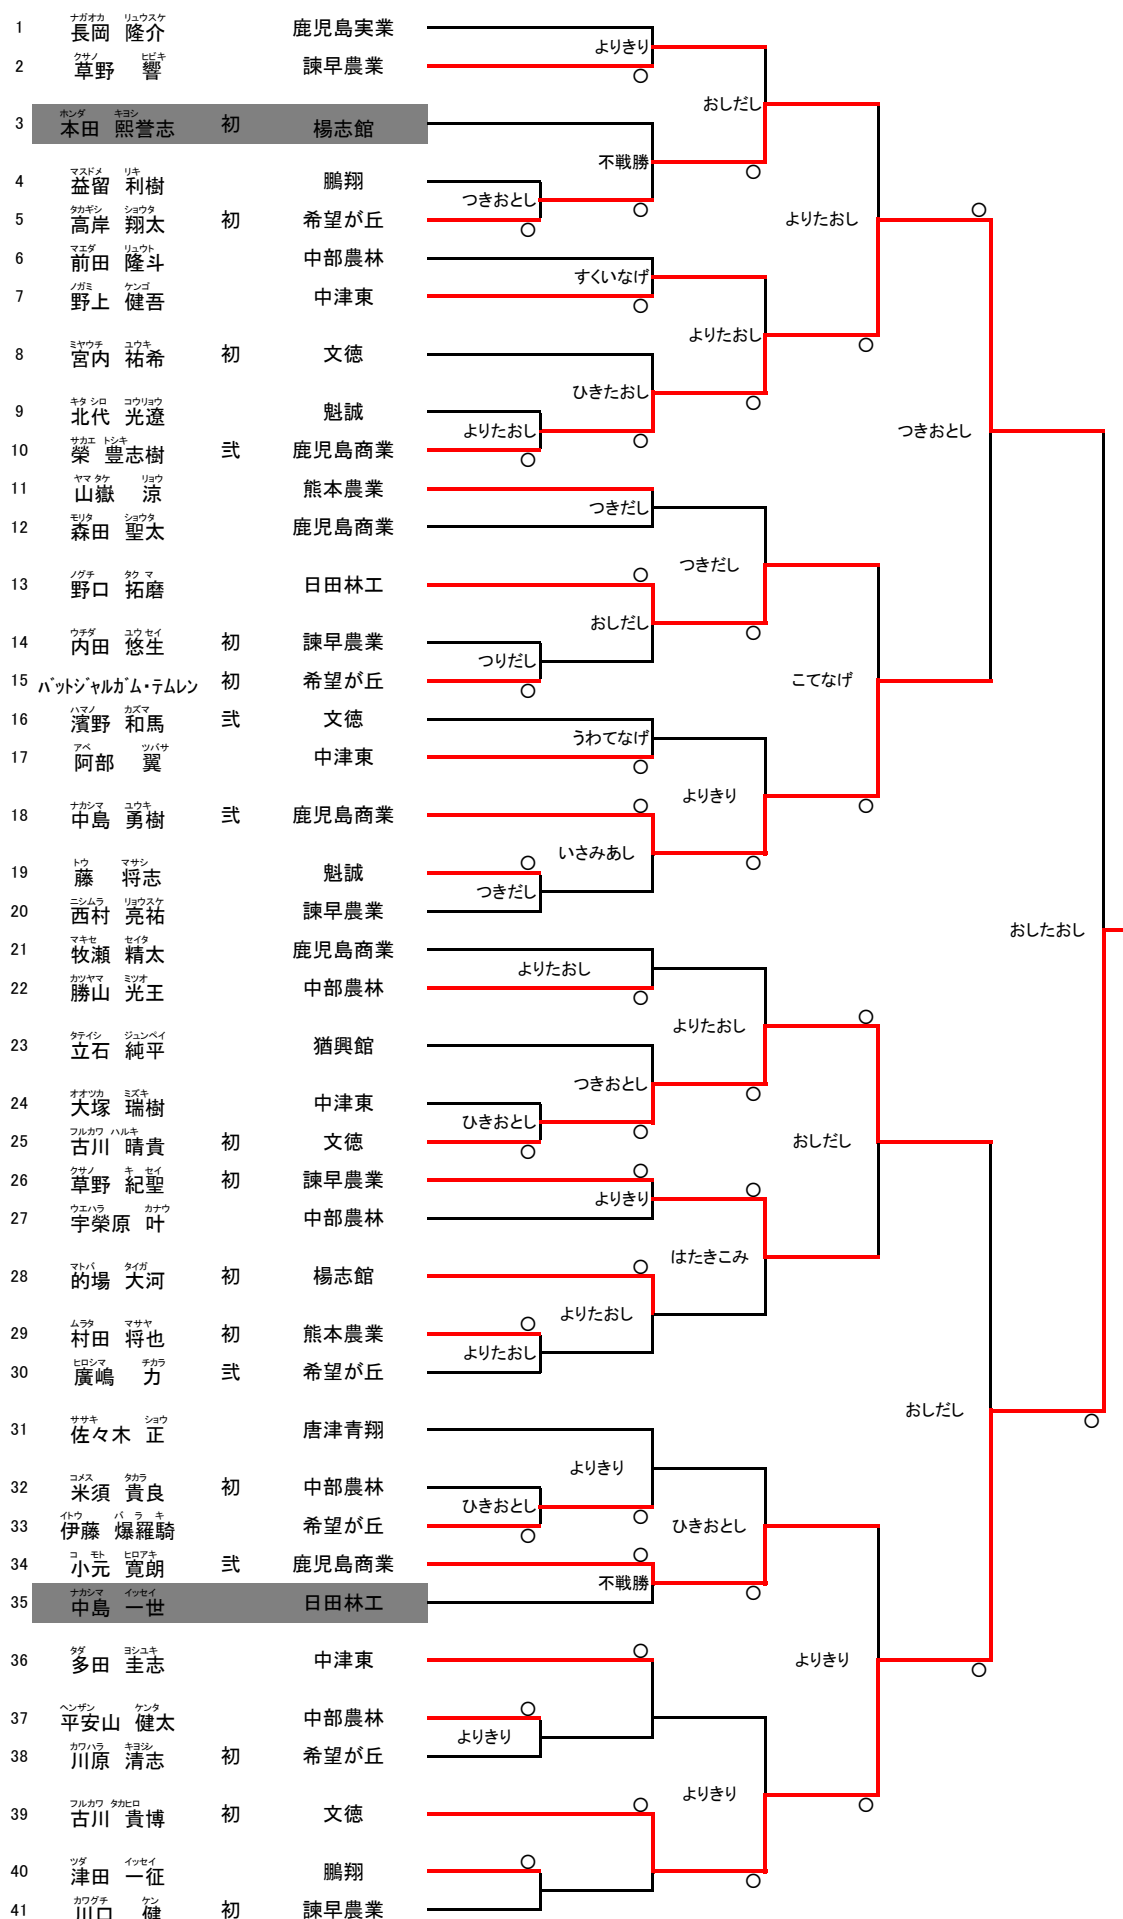 ナガオカ リュウスケ
1 長岡 隆介 鹿児島実業
よりきり
クサノ ヒビキ
2 草野 響 諫早農業
おしだし
ホンダ キヨシ
3 本田 熙誉志 初 楊志館
不戦勝
マスドメ リキ
4 益留 利樹 鵬翔
つきおとし
タカギシ ショウタ
5 高岸 翔太 初 希望が丘
よりたおし
マエダ リュウト
6 前田 隆斗 中部農林
すくいなげ
ノガミ ケンゴ
7 野上 健吾 中津東
よりたおし
ミヤウチ ユウキ
8 宮内 祐希 初 文徳
ひきたおし
キタ シロ コウリョウ
9 北代 光遼 魁誠
よりたおし
つきおとし
サカエ トシキ
10 榮 豊志樹 弐 鹿児島商業
ヤマ タケ リョウ
11 山嶽 涼 熊本農業
つきだし
モリタ ショウタ
12 森田 聖太 鹿児島商業
つきだし
ノグチ タク マ
13 野口 拓磨 日田林工
おしだし
ウチダ ユウ セイ
14 内田 悠生 初 諫早農業
つりだし
15 バットジャルガム・テムレン 初 希望が丘
こてなげ
ハマノ カズマ
16 濱野 和馬 弐 文徳
うわてなげ
アベ ツバサ
17 阿部 翼 中津東
よりきり
ナカシマ ユウキ
18 中島 勇樹 弐 鹿児島商業
いさみあし
トウ マサシ
19 藤 将志 魁誠
つきだし
ニシムラ リョウスケ
20 西村 亮祐 諫早農業
おしたおし
マキセ セイタ
21 牧瀬 精太 鹿児島商業
よりたおし
カツヤマ ミツオ
22 勝山 光王 中部農林
よりたおし
タテイシ ジュンペイ
23 立石 純平 猶興館
つきおとし
オオツカ ミズキ
24 大塚 瑞樹 中津東
ひきおとし
フルカワ ハルキ
25 古川 晴貴 初 文徳
おしだし
クサノ キ セイ
26 草野 紀聖 初 諫早農業
よりきり
ウエハラ カナウ
27 宇榮原 叶 中部農林
はたきこみ
マトバ タイガ
28 的場 大河 初 楊志館
よりたおし
ムラタ マサヤ
29 村田 将也 初 熊本農業
よりたおし
ヒロシマ チカラ
30 廣嶋 力 弐 希望が丘
おしだし
ササキ ショウ
31 佐々木 正 唐津青翔
よりきり
コメス タカラ
32 米須 貴良 初 中部農林
ひきおとし
イトウ バ ラ キ
33 伊藤 爆羅騎 希望が丘
ひきおとし
コ モト ヒロアキ
34 小元 寛朗 弐 鹿児島商業
不戦勝
ナカシマ イッセイ
35 中島 一世 日田林工
タダ ヨシユキ
36 多田 圭志 中津東
よりきり
ヘンザン ケンタ
37 平安山 健太 中部農林
よりきり
カワハラ キヨシ
38 川原 清志 初 希望が丘
よりきり
フルカワ タカヒロ
39 古川 貴博 初 文徳
ツダ イッセイ
40 津田 一征 鵬翔
カワグチ ケン
41 川口 健 初 諫早農業